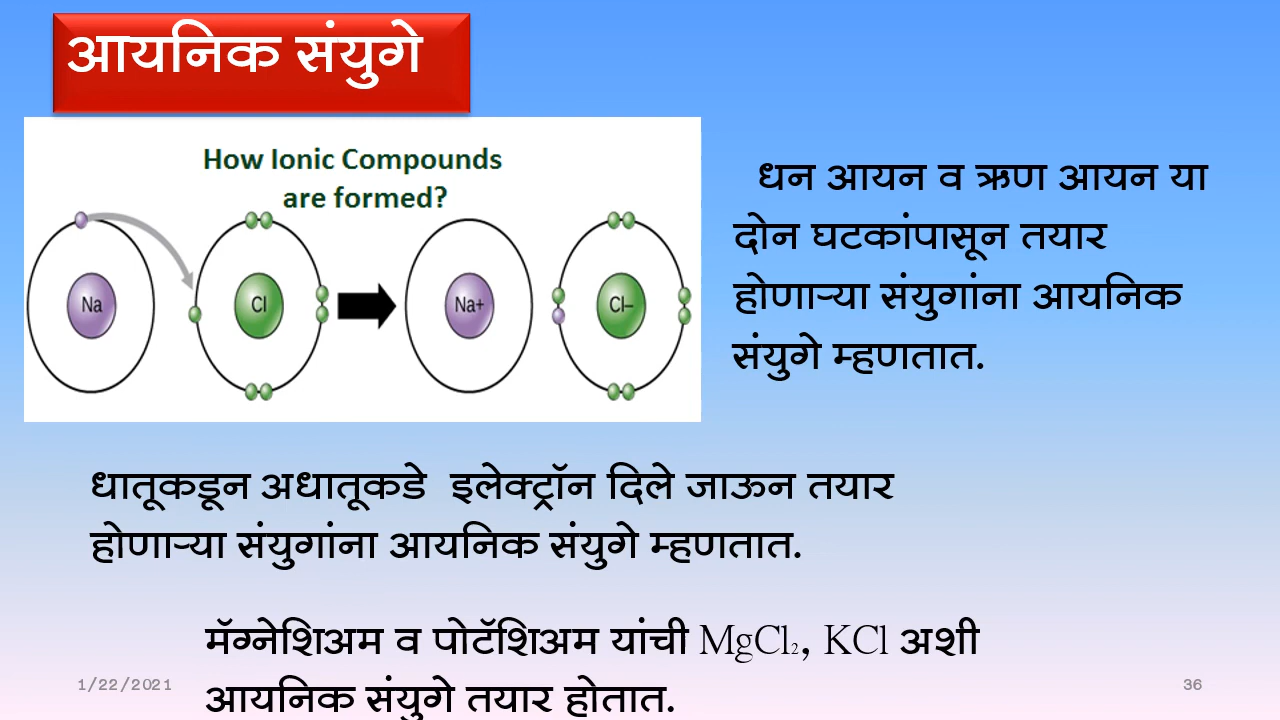 आयनिक संयुगे
How Ionic Compounds
are formed?
Na
Cl
Na+
Cl–
धन आयन व ऋण आयन या
दोन घटकांपासून तयार
होणाऱ्या संयुगांना आयनिक
संयुगे म्हणतात.
धातूकडून अधातूकडे इलेक्ट्रॉन दिले जाऊन तयार
होणाऱ्या संयुगांना आयनिक संयुगे म्हणतात.
मॅग्नेशिअम व पोटॅशिअम यांची MgCl₂, KCl अशी
आयनिक संयुगे तयार होतात.
1/22/2021
36